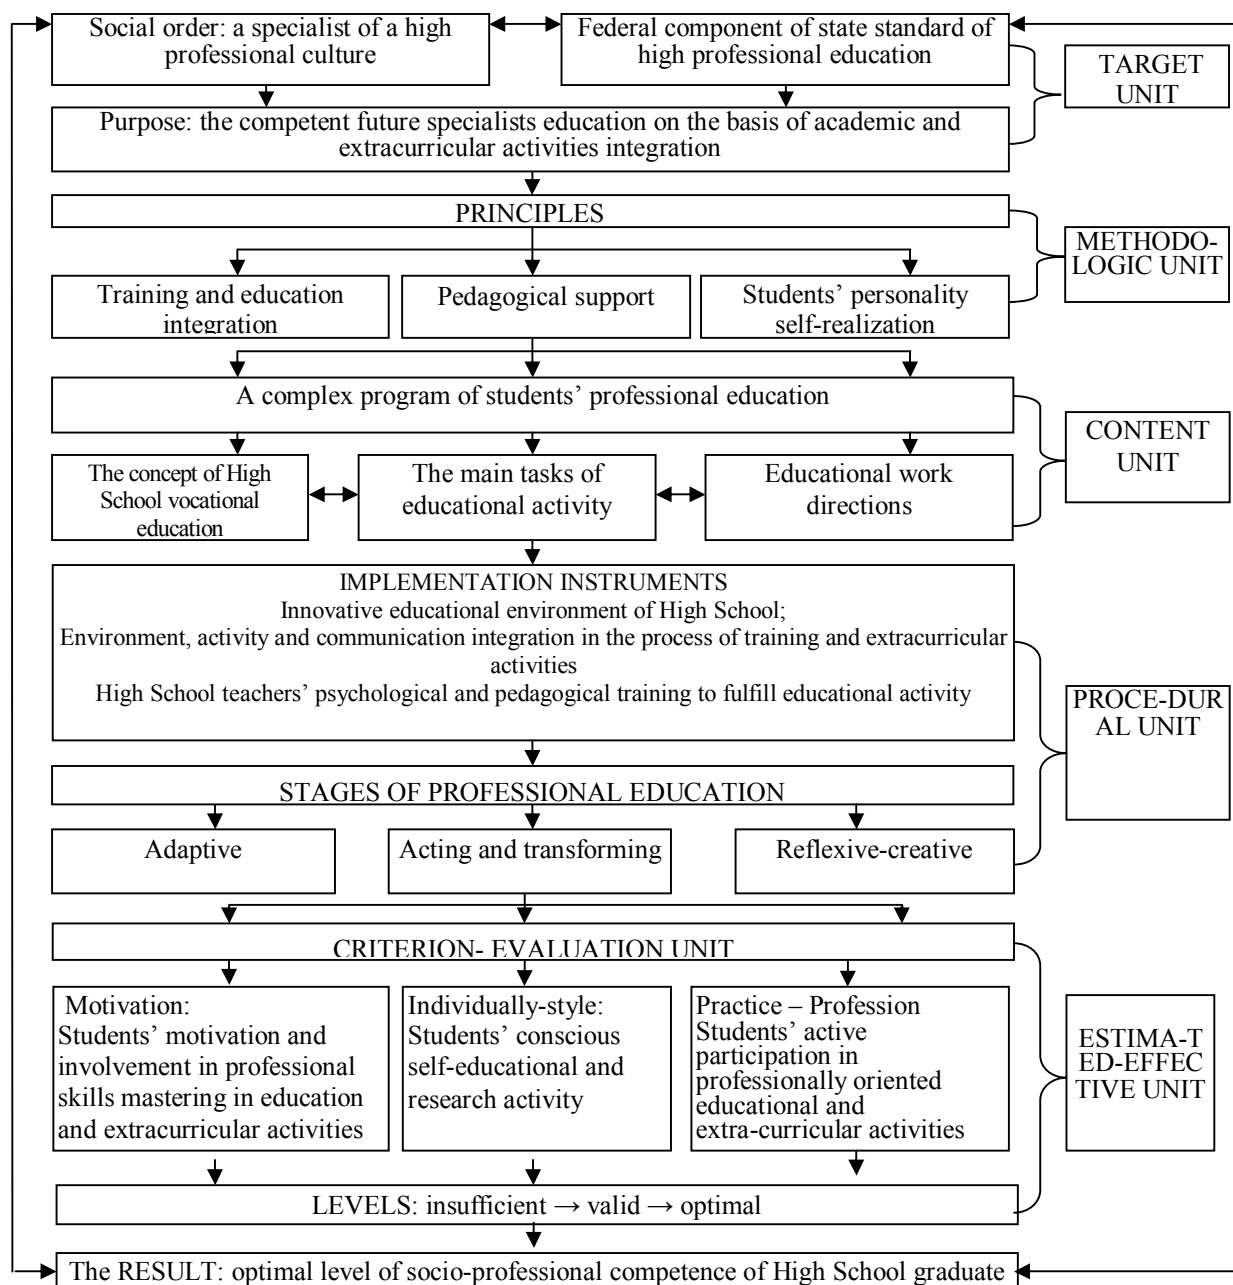 Social order: a specialist of a high
professional culture
Federal component of state standard of
high professional education
TARGET
UNIT
Purpose: the competent future specialists education on the basis of academic and
extracurricular activities integration
PRINCIPLES
METHODO-
LOGIC UNIT
Training and education
integration
Pedagogical support
Students’ personality
self-realization
A complex program of students’ professional education
CONTENT
UNIT
The concept of High
School vocational
education
The main tasks of
educational activity
Educational work
directions
IMPLEMENTATION INSTRUMENTS
Innovative educational environment of High School;
Environment, activity and communication integration in the process of training and extracurricular
activities
High School teachers’ psychological and pedagogical training to fulfill educational activity
PROCE-DUR
AL UNIT
STAGES OF PROFESSIONAL EDUCATION
Adaptive
Acting and transforming
Reflexive-creative
CRITERION- EVALUATION UNIT
Motivation:
Students’ motivation and
involvement in professional
skills mastering in education
and extracurricular activities
Individually-style:
Students’ conscious
self-educational and
research activity
Practice – Profession
Students’ active
participation in
professionally oriented
educational and
extra-curricular activities
ESTIMA-T
ED-EFFEC
TIVE UNIT
LEVELS: insufficient → valid → optimal
The RESULT: optimal level of socio-professional competence of High School graduate